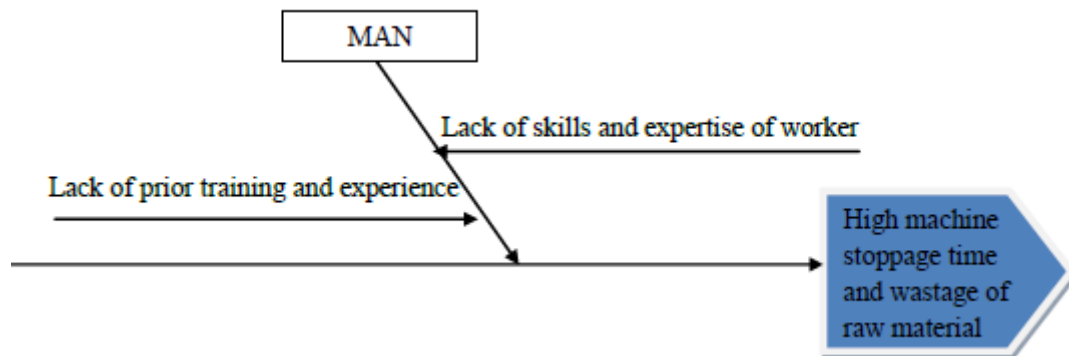 MAN
Lack of skills and expertise of worker
Lack of prior training and experience
High machine
stoppage time
and wastage of
raw material